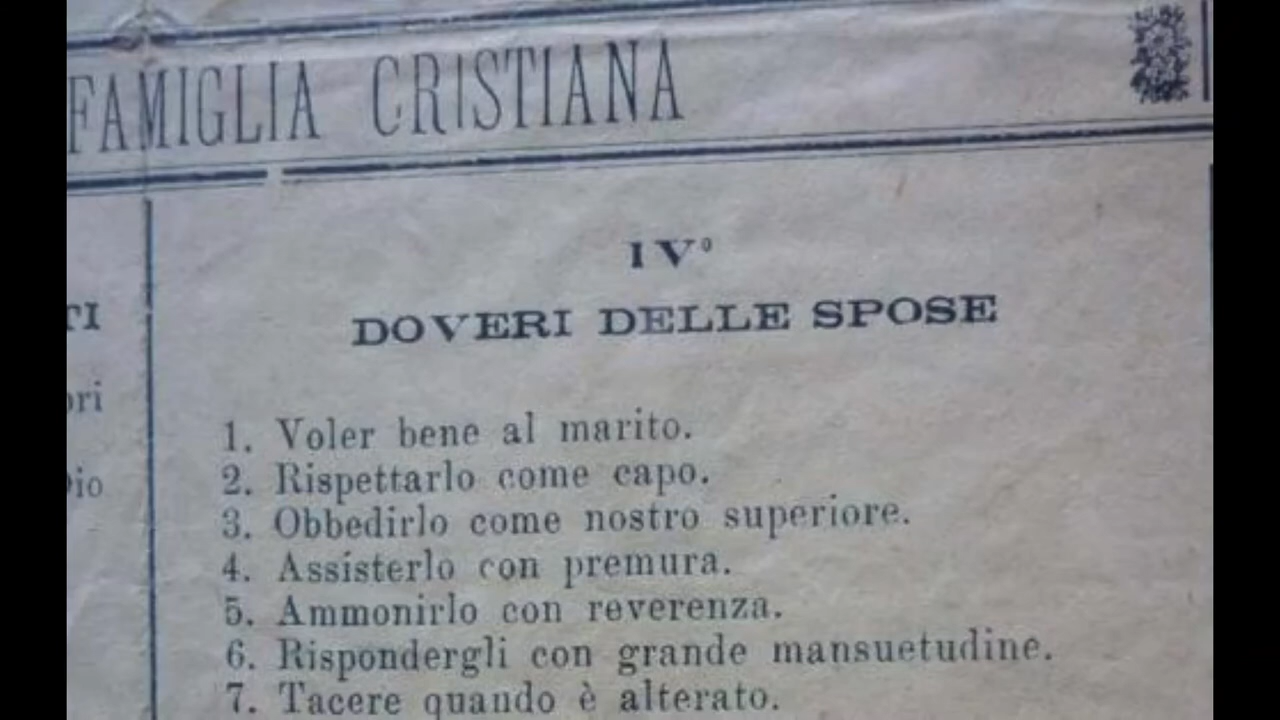 FAMIGLIA CRISTIANA
IV°
DOVERI DELLE SPOSE
1. Voler bene al marito.
2. Rispettarlo come capo.
3. Obbedirlo come nostro superiore.
4. Assisterlo con premura.
5. Ammonirlo con reverenza.
6. Rispondergli con grande mansuetudine.
7. Tacere quando è alterato.